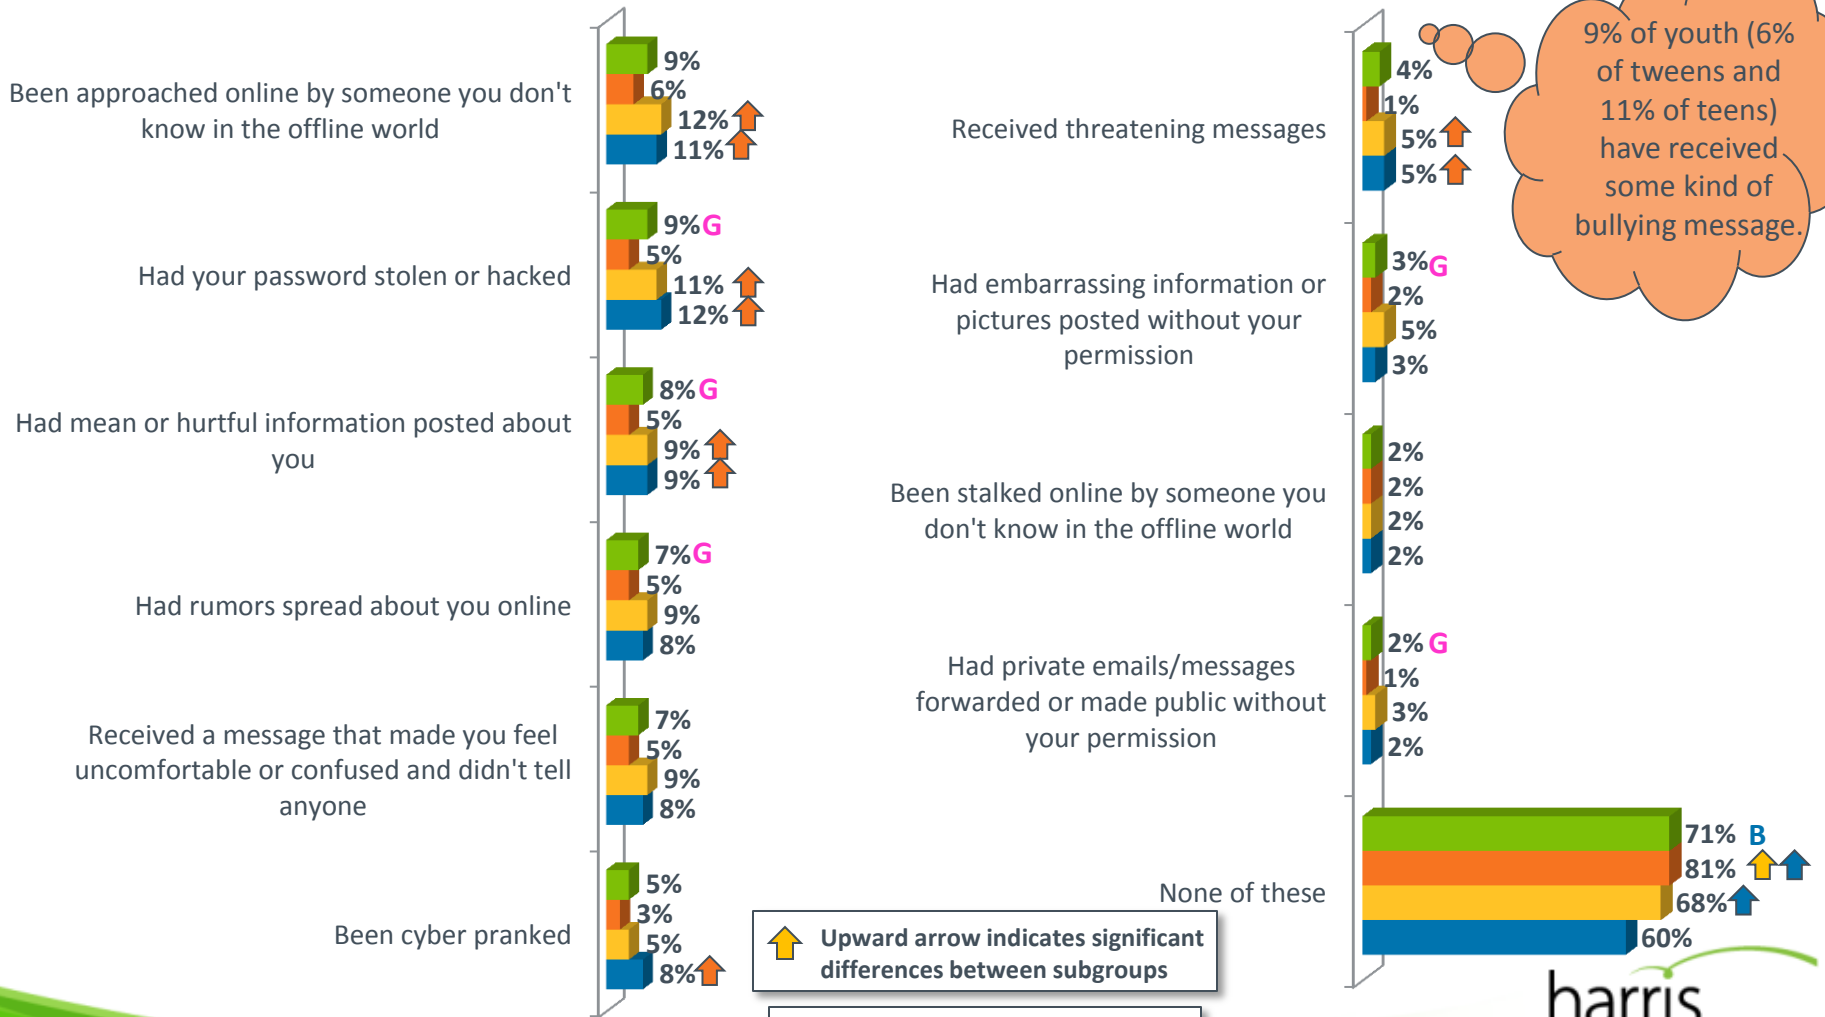 Been approached online by someone you don't
know in the offline world
9%
6%
12%
11%
Had your password stolen or hacked
9% G
5%
11%
12%
Had mean or hurtful information posted about
you
8% G
5%
9%
9%
Had rumors spread about you online
7% G
5%
9%
8%
Received a message that made you feel
uncomfortable or confused and didn't tell
anyone
7%
5%
9%
8%
Been cyber pranked
5%
3%
5%
8%
Received threatening messages
4%
1%
5%
5%
Had embarrassing information or
pictures posted without your
permission
3% G
2%
5%
3%
Been stalked online by someone you
don't know in the offline world
2%
2%
2%
2%
Had private emails/messages
forwarded or made public without
your permission
2% G
1%
3%
2%
None of these
71% B
81%
68%
60%
9% of youth (6%
of tweens and
11% of teens)
have received
some kind of
bullying message.
Upward arrow indicates significant
differences between subgroups
harris